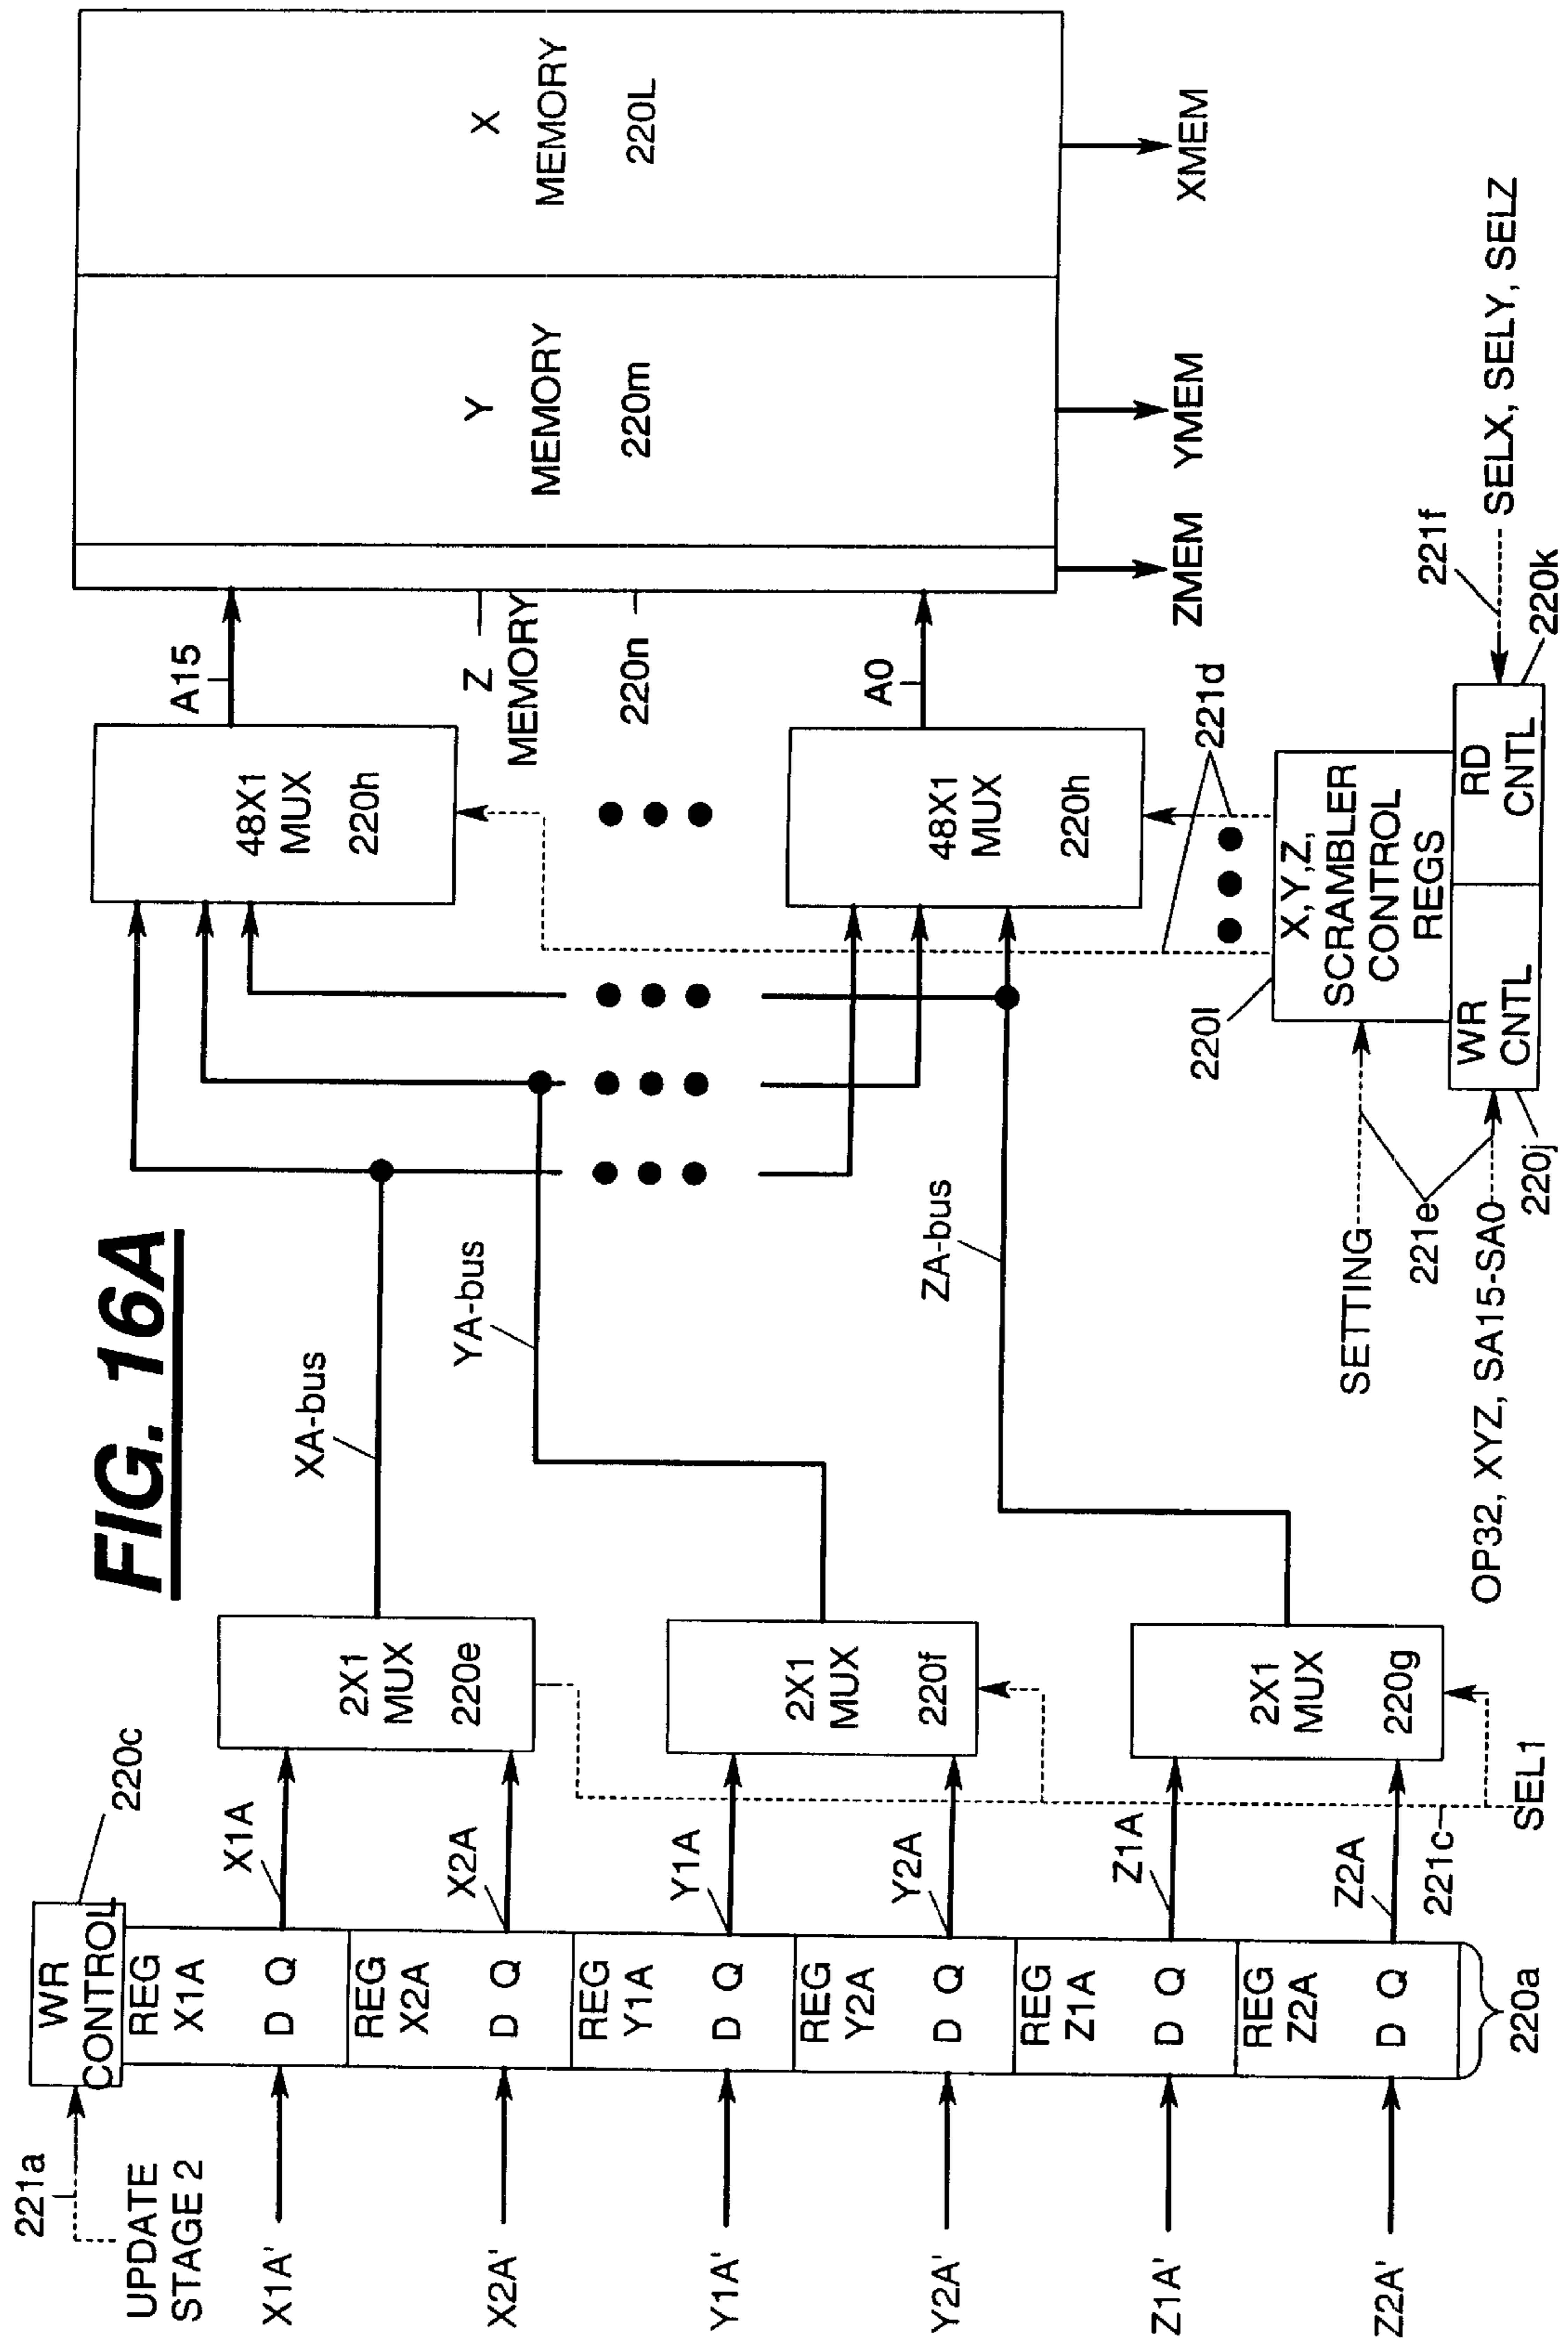 FIG. 16A
221a
UPDATE
STAGE 2
WR
CONTROL
220c
X1A'
REG
X1A
D Q
X1A
X2A'
REG
X2A
D Q
X2A
Y1A'
REG
Y1A
D Q
Y1A
Y2A'
REG
Y2A
D Q
Y2A
Z1A'
REG
Z1A
D Q
Z1A
Z2A'
REG
Z2A
D Q
Z2A
220a
221c
SEL1
2X1
MUX
220e
2X1
MUX
220f
2X1
MUX
220g
XA-bus
YA-bus
ZA-bus
48X1
MUX
220h
48X1
MUX
220h
A15
A0
Z
MEMORY
220n
Y
MEMORY
220m
X
MEMORY
220L
ZMEM
YMEM
XMEM
221d
220l
X,Y,Z,
SCRAMBLER
CONTROL
REGS
SETTING
221e
OP32, XYZ, SA15-SA0
WR
CNTL
220j
RD
CNTL
220k
221f
SELX, SELY, SELZ